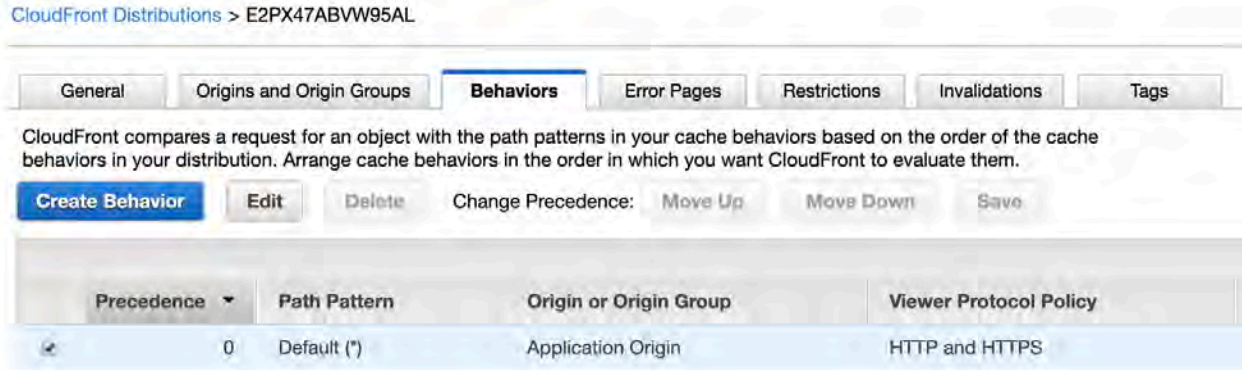 CloudFront Distributions > E2PX47ABVW95AL
General Origins and Origin Groups Behaviors Error Pages Restrictions Invalidations Tags
CloudFront compares a request for an object with the path patterns in your cache behaviors based on the order of the cache
behaviors in your distribution. Arrange cache behaviors in the order in which you want CloudFront to evaluate them.
Create Behavior Edit Delete Change Precedence: Move Up Move Down Save
Precedence Path Pattern Origin or Origin Group Viewer Protocol Policy
0 Default (*) Application Origin HTTP and HTTPS